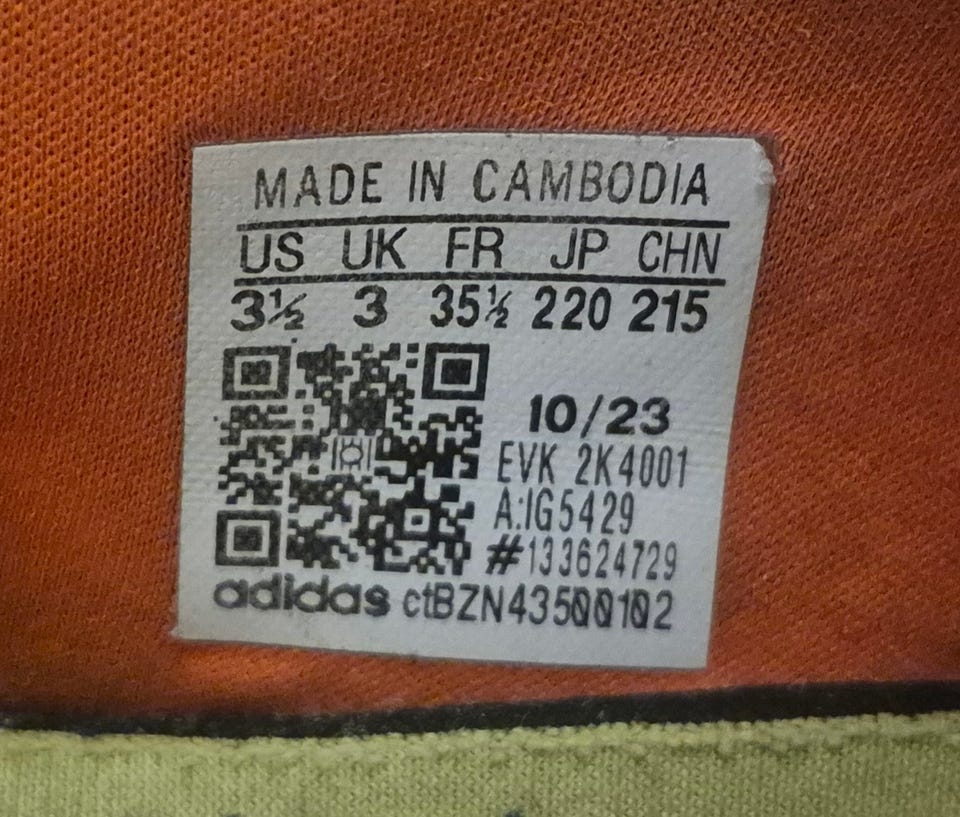 MADE IN CAMBODIA
US UK FR JP CHN
3½ 3 35½ 220 215
10/23
EVK 2K4001
A:IG5429
#133624729
adidas ctBZN43500102